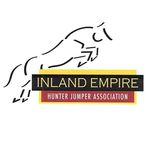 INLAND EMPIRE
HUNTER JUMPER ASSOCIATION